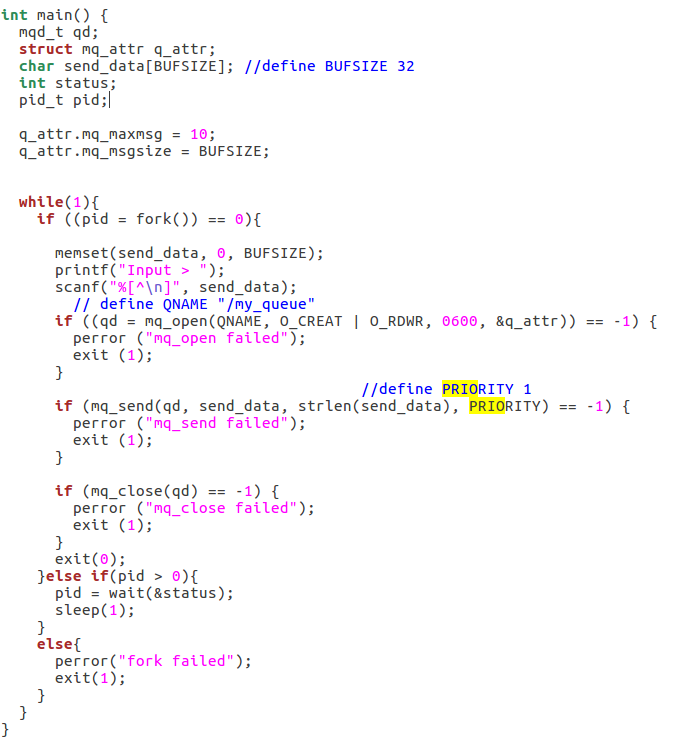 int main() {
  mqd_t qd;
  struct mq_attr q_attr;
  char send_data[BUFSIZE]; //define BUFSIZE 32
  int status;
  pid_t pid;

  q_attr.mq_maxmsg = 10;
  q_attr.mq_msgsize = BUFSIZE;


  while(1){
    if ((pid = fork()) == 0){

      memset(send_data, 0, BUFSIZE);
      printf("Input > ");
      scanf("%[^\n]", send_data);
        // define QNAME "/my_queue"
      if ((qd = mq_open(QNAME, O_CREAT | O_RDWR, 0600, &q_attr)) == -1) {
        perror ("mq_open failed");
        exit (1);
      }
                                        //define PRIORITY 1
      if (mq_send(qd, send_data, strlen(send_data), PRIORITY) == -1) {
        perror ("mq_send failed");
        exit (1);
      }

      if (mq_close(qd) == -1) {
        perror ("mq_close failed");
        exit (1);
      }
      exit(0);
    }else if(pid > 0){
      pid = wait(&status);
      sleep(1);
    }
    else{
      perror("fork failed");
      exit(1);
    }
  }
}